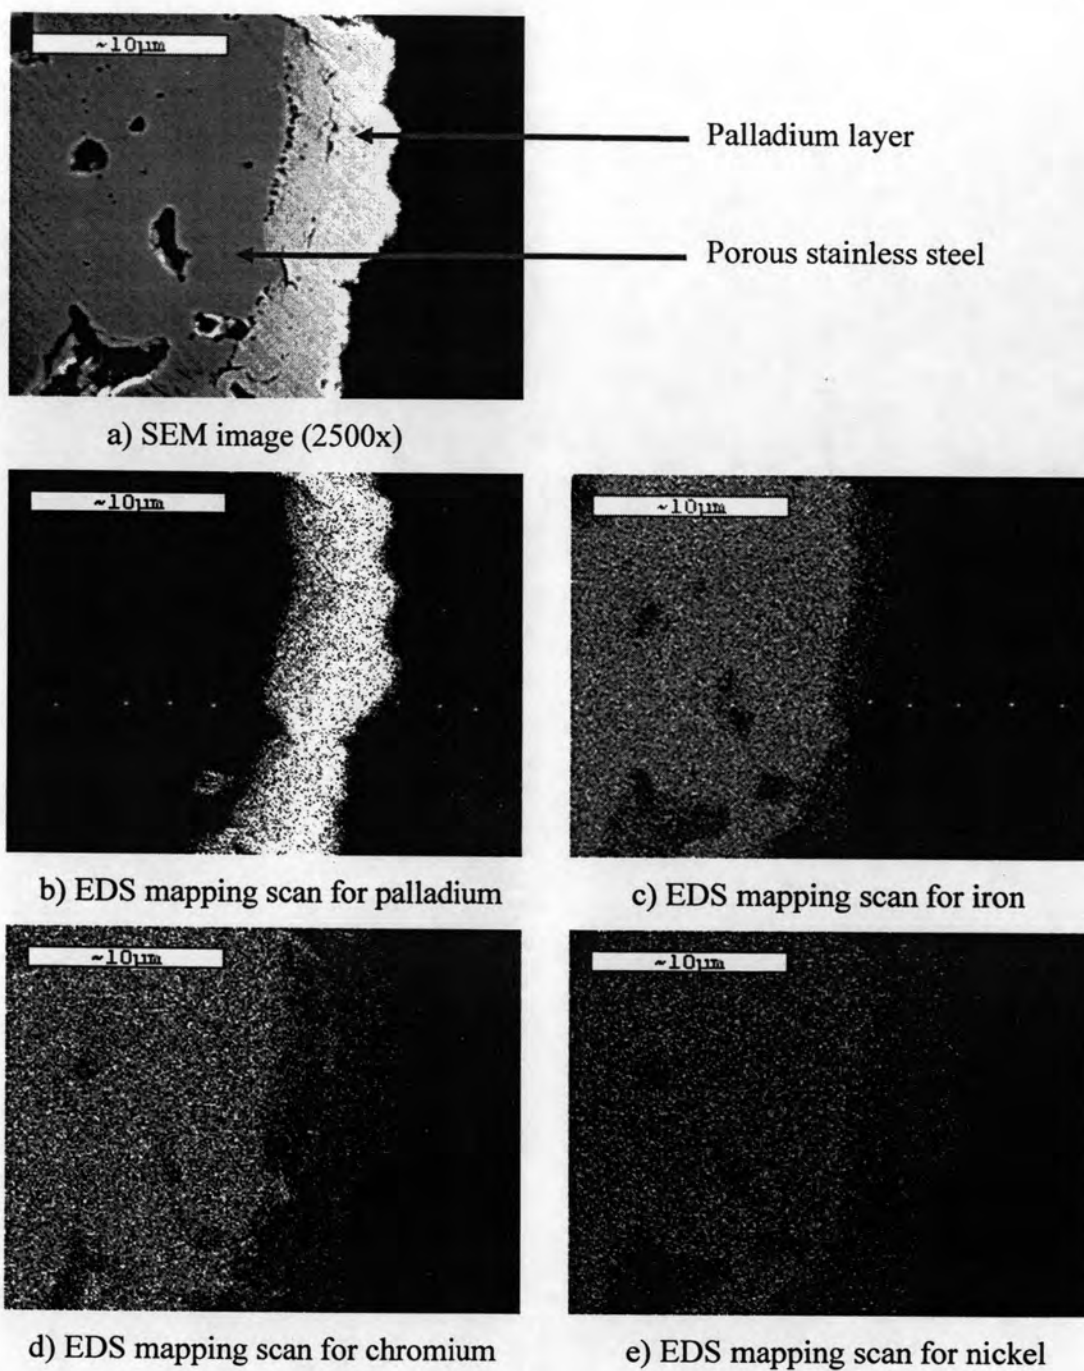 ~10µm
Palladium layer
Porous stainless steel
a) SEM image (2500x)
~10µm
~10µm
b) EDS mapping scan for palladium
c) EDS mapping scan for iron
~10µm
~10µm
d) EDS mapping scan for chromium
e) EDS mapping scan for nickel